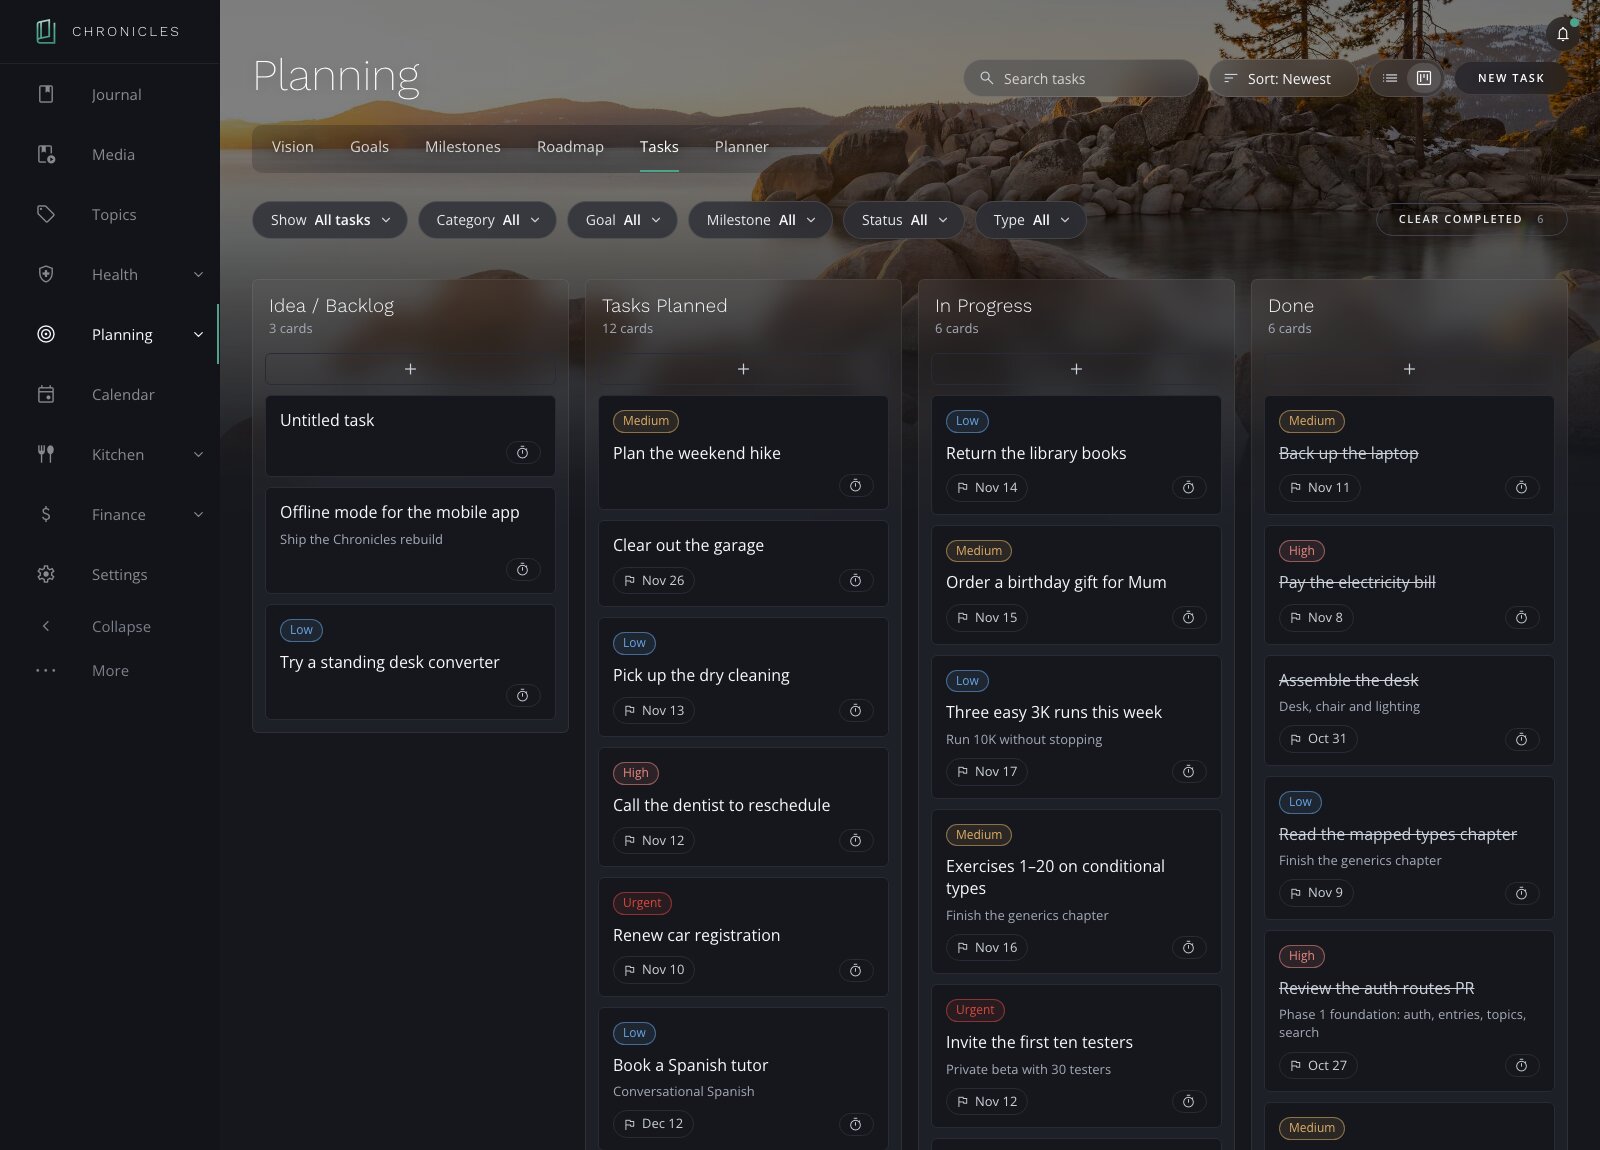 CHRONICLES
Journal
Media
Topics
Health
Planning
Calendar
Kitchen
Finance
Settings
Collapse
More
Planning
Search tasks
Sort: Newest
NEW TASK
Vision
Goals
Milestones
Roadmap
Tasks
Planner
Show All tasks
Category All
Goal All
Milestone All
Status All
Type All
CLEAR COMPLETED 6
Idea / Backlog
3 cards
+
Untitled task
Offline mode for the mobile app
Ship the Chronicles rebuild
Low
Try a standing desk converter
Tasks Planned
12 cards
+
Medium
Plan the weekend hike
Clear out the garage
Nov 26
Low
Pick up the dry cleaning
Nov 13
High
Call the dentist to reschedule
Nov 12
Urgent
Renew car registration
Nov 10
Low
Book a Spanish tutor
Conversational Spanish
Dec 12
In Progress
6 cards
+
Low
Return the library books
Nov 14
Medium
Order a birthday gift for Mum
Nov 15
Low
Three easy 3K runs this week
Run 10K without stopping
Nov 17
Medium
Exercises 1–20 on conditional
types
Finish the generics chapter
Nov 16
Urgent
Invite the first ten testers
Private beta with 30 testers
Nov 12
Done
6 cards
+
Medium
Back up the laptop
Nov 11
High
Pay the electricity bill
Nov 8
Assemble the desk
Desk, chair and lighting
Oct 31
Low
Read the mapped types chapter
Finish the generics chapter
Nov 9
High
Review the auth routes PR
Phase 1 foundation: auth, entries, topics,
search
Oct 27
Medium